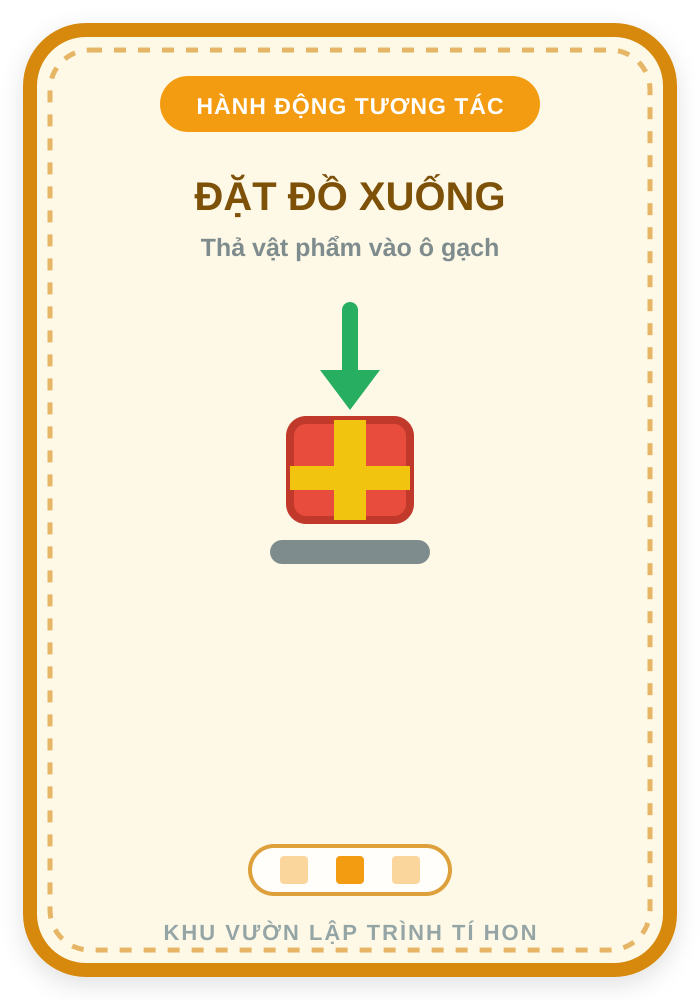 HÀNH ĐỘNG TƯƠNG TÁC
ĐẶT ĐỒ XUỐNG
Thả vật phẩm vào ô gạch
KHU VƯỜN LẬP TRÌNH TÍ HON